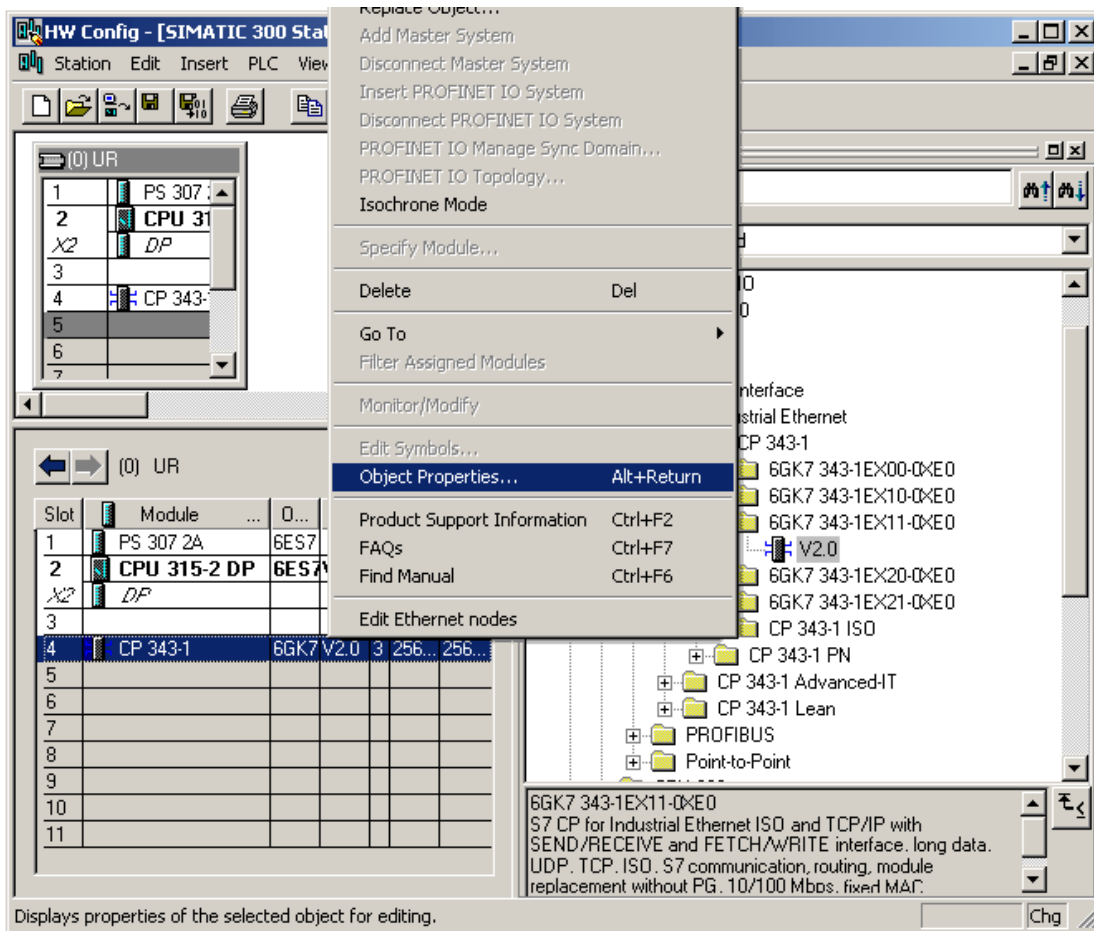 HW Config - [SIMATIC 300 Stat
Station Edit Insert PLC View
(0) UR
1 PS 307 2
2 CPU 31
X2 DP
3
4 CP 343-1
5
6
7
Replace Object...
Add Master System
Disconnect Master System
Insert PROFINET IO System
Disconnect PROFINET IO System
PROFINET IO Manage Sync Domain...
PROFINET IO Topology...
Isochrone Mode
Specify Module...
Delete Del
Go To
Filter Assigned Modules
Monitor/Modify
Edit Symbols...
Object Properties... Alt+Return
Product Support Information Ctrl+F2
FAQs Ctrl+F7
Find Manual Ctrl+F6
Edit Ethernet nodes
(0) UR
Slot Module ... O...
1 PS 307 2A 6ES7
2 CPU 315-2 DP 6ES7
X2 DP
3
4 CP 343-1 6GK7 V2.0 3 256... 256...
5
6
7
8
9
10
11
nterface
ustrial Ethernet
CP 343-1
6GK7 343-1EX00-0XE0
6GK7 343-1EX10-0XE0
6GK7 343-1EX11-0XE0
V2.0
6GK7 343-1EX20-0XE0
6GK7 343-1EX21-0XE0
CP 343-1 ISO
CP 343-1 PN
CP 343-1 Advanced-IT
CP 343-1 Lean
PROFIBUS
Point-to-Point
6GK7 343-1EX11-0XE0
S7 CP for Industrial Ethernet ISO and TCP/IP with
SEND/RECEIVE and FETCH/WRITE interface, long data,
UDP, TCP, ISO, S7 communication, routing, module
replacement without PG, 10/100 Mbps, fixed MAC
Displays properties of the selected object for editing. Chg